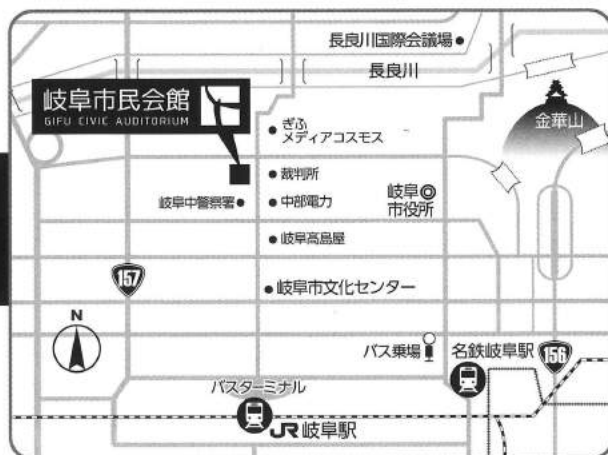 長良川国際会議場
長良川
岐阜市民会館
GIFU CIVIC AUDITORIUM
金華山
ぎふ
メディアコスモス
裁判所
岐阜中警察署
中部電力
岐阜
市役所
岐阜高島屋
157
岐阜市文化センター
N
バス乗場
名鉄岐阜駅
156
バスターミナル
JR岐阜駅